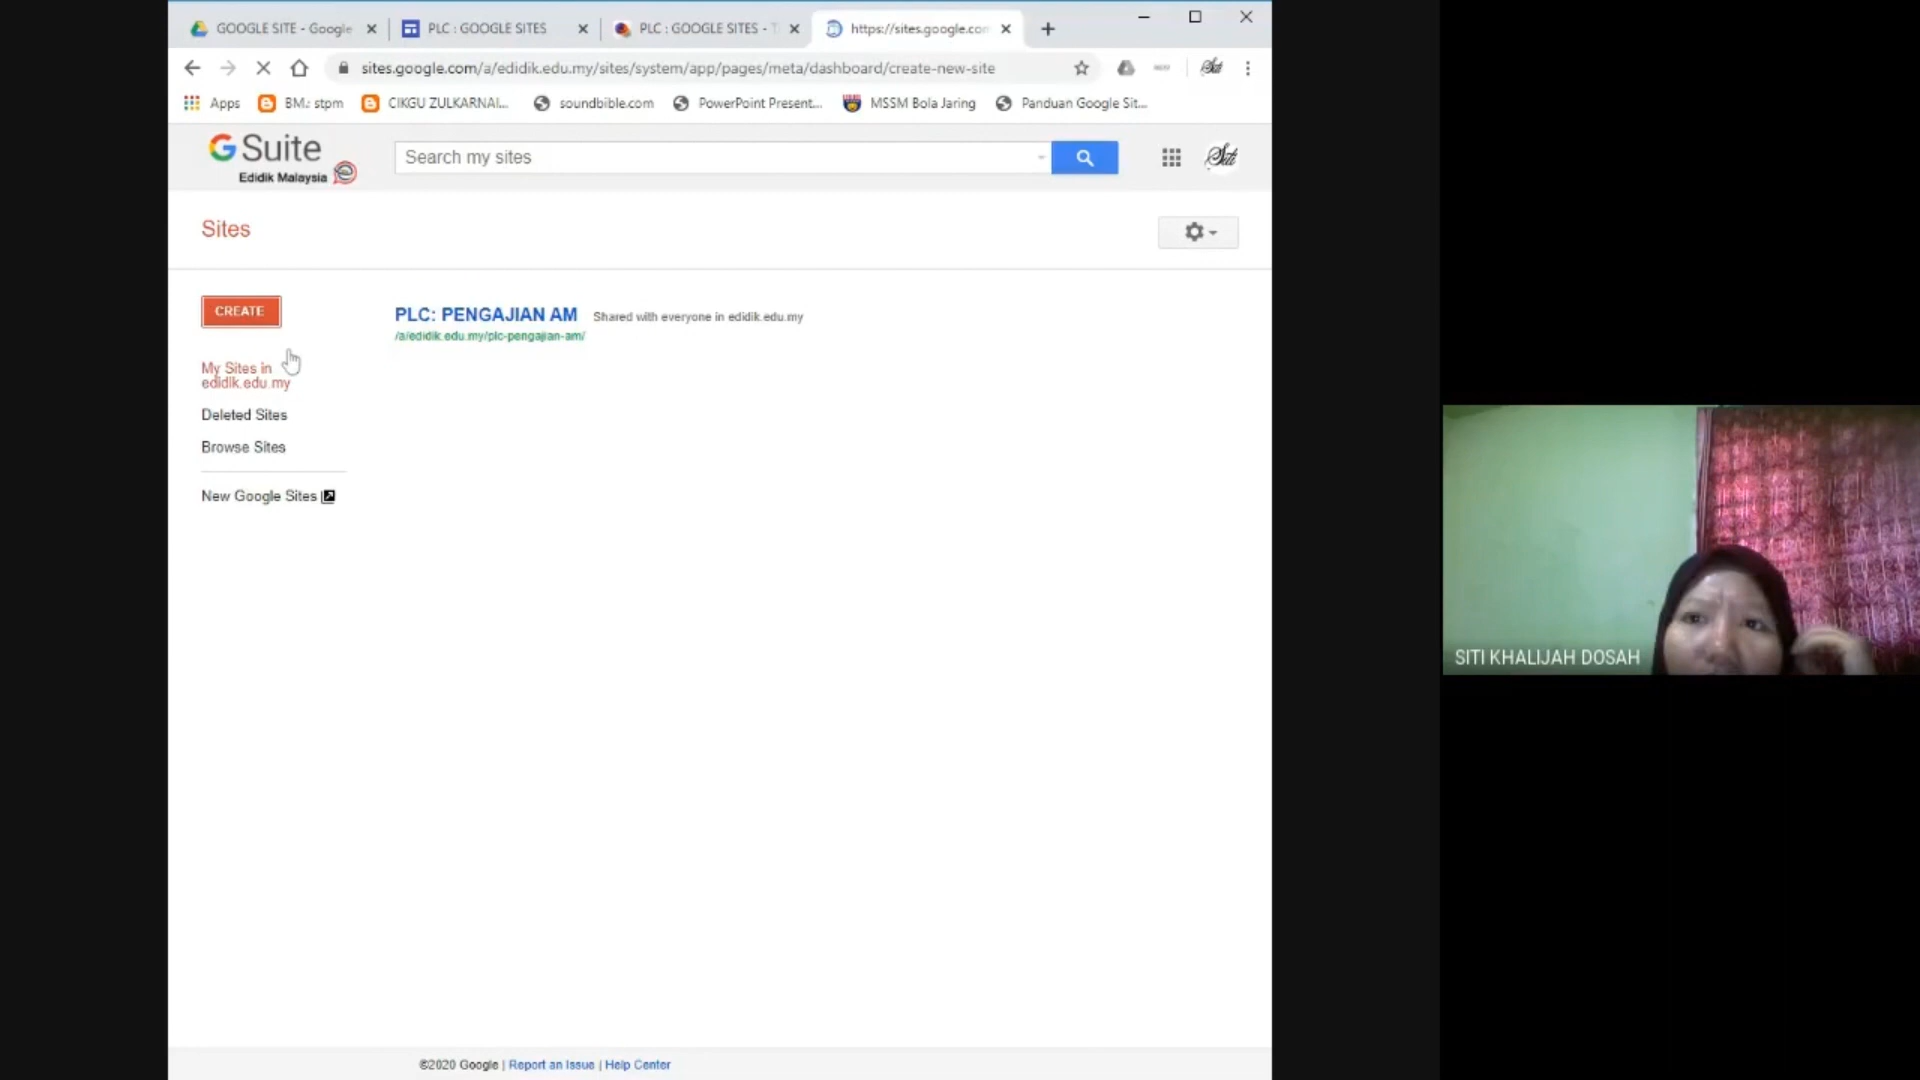 GOOGLE SITE - Google
PLC : GOOGLE SITES
PLC : GOOGLE SITES - T
https://sites.google.com
sites.google.com/a/edidik.edu.my/sites/system/app/pages/meta/dashboard/create-new-site
Apps
BM.: stpm
CIKGU ZULKARNAI...
soundbible.com
PowerPoint Present...
MSSM Bola Jaring
Panduan Google Sit...
G Suite
Edidik Malaysia
Search my sites
Siti
Sites
CREATE
PLC: PENGAJIAN AM Shared with everyone in edidik.edu.my
/a/edidik.edu.my/plc-pengajian-am/
My Sites in
edidik.edu.my
Deleted Sites
Browse Sites
New Google Sites
SITI KHALIJAH DOSAH
©2020 Google | Report an Issue | Help Center